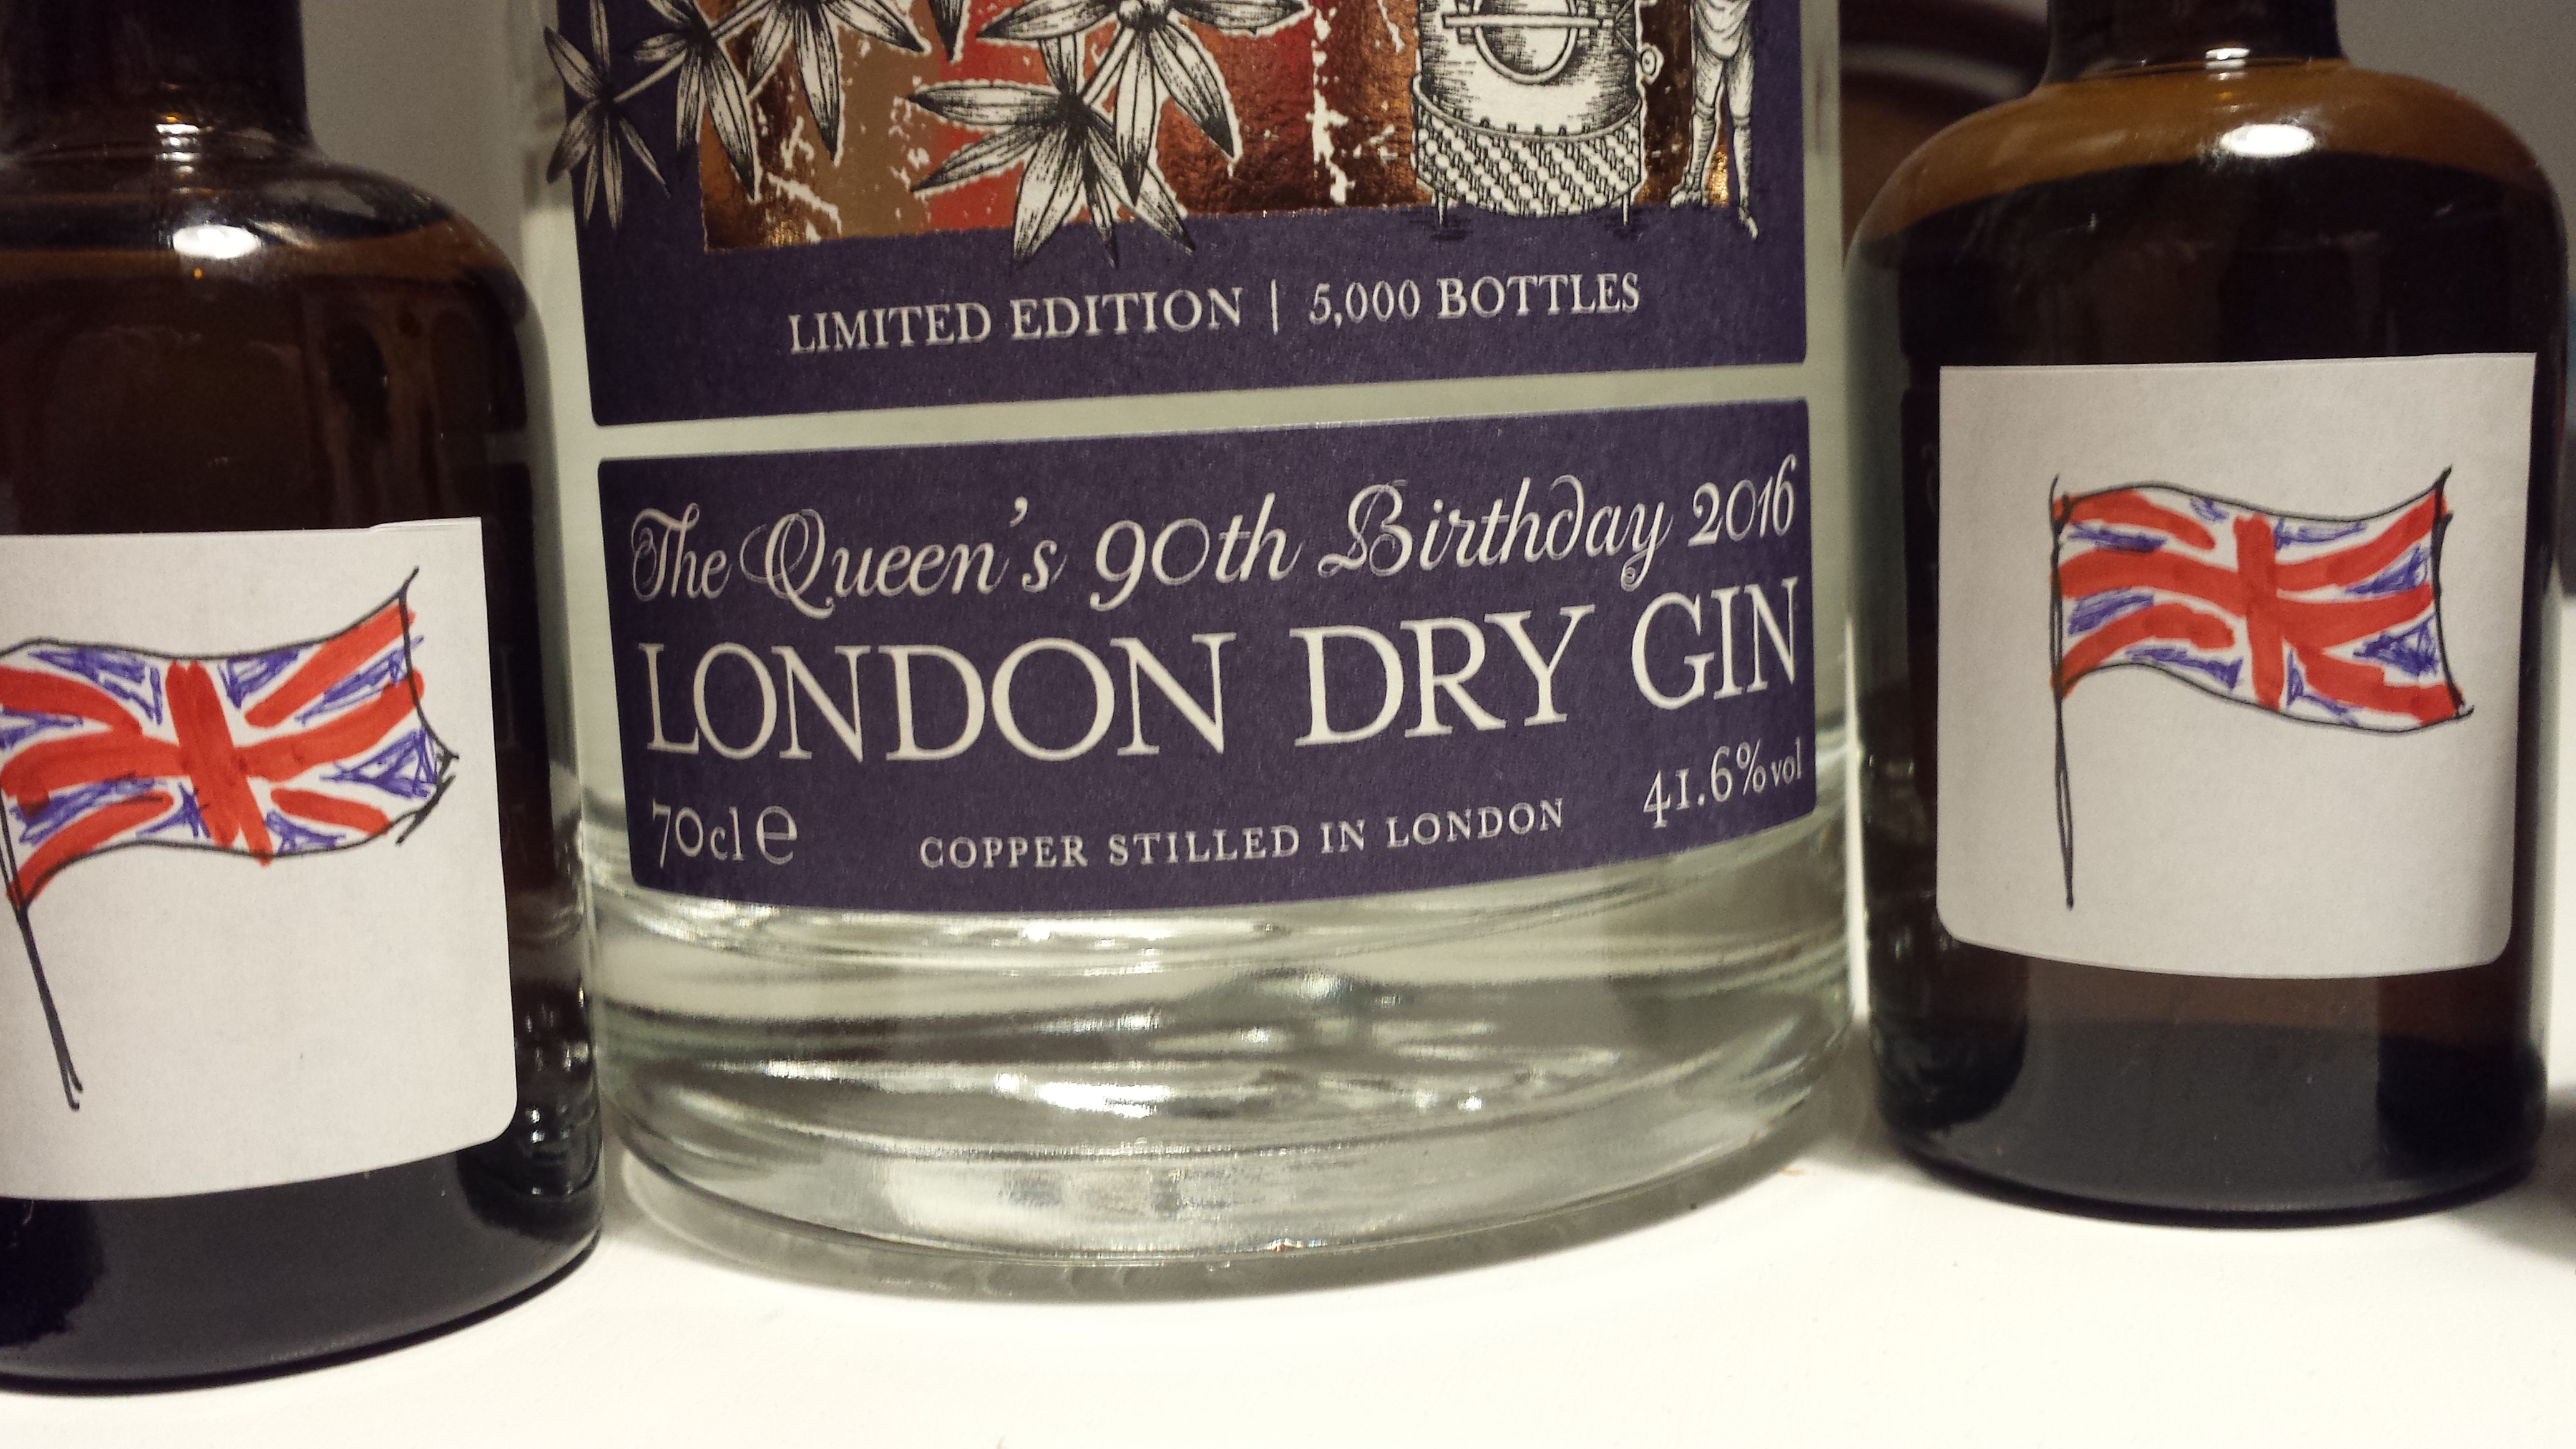 LIMITED EDITION | 5,000 BOTTLES
The Queen's 90th Birthday 2016
LONDON DRY GIN
70cl e
COPPER STILLED IN LONDON
41.6% vol